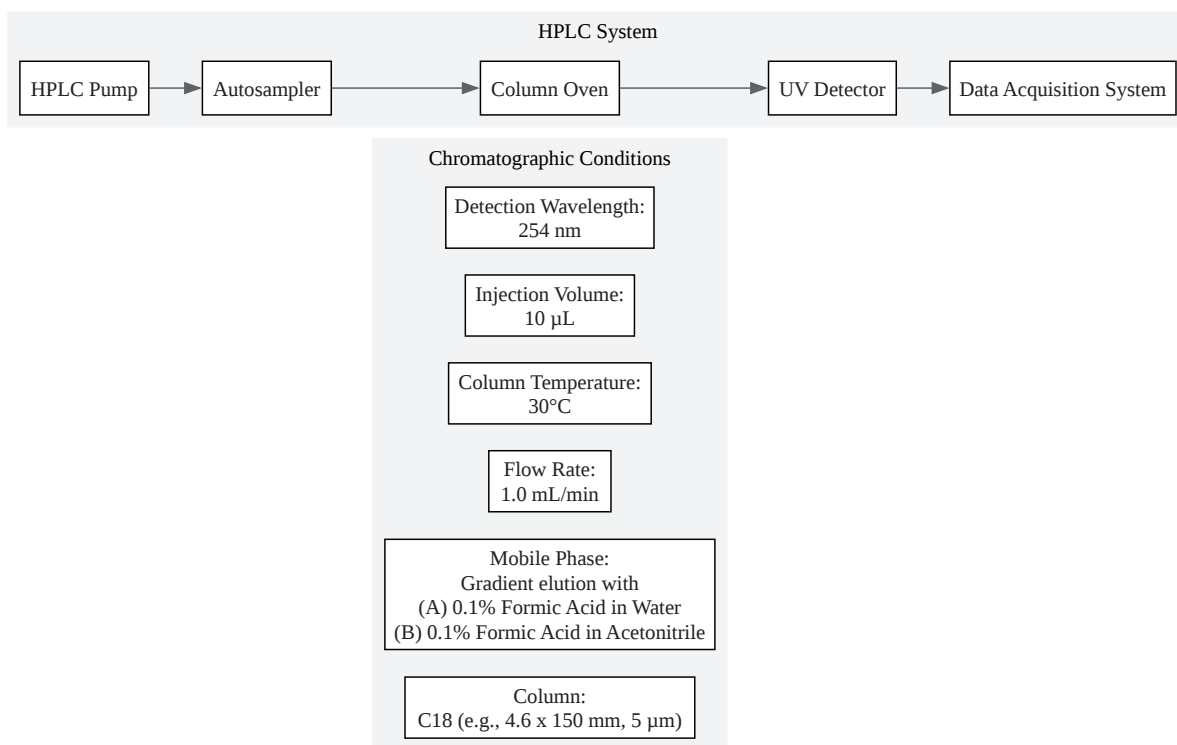 HPLC System
HPLC Pump
Autosampler
Column Oven
UV Detector
Data Acquisition System
Chromatographic Conditions
Detection Wavelength:
254 nm
Injection Volume:
10 µL
Column Temperature:
30°C
Flow Rate:
1.0 mL/min
Mobile Phase:
Gradient elution with
(A) 0.1% Formic Acid in Water
(B) 0.1% Formic Acid in Acetonitrile
Column:
C18 (e.g., 4.6 x 150 mm, 5 µm)